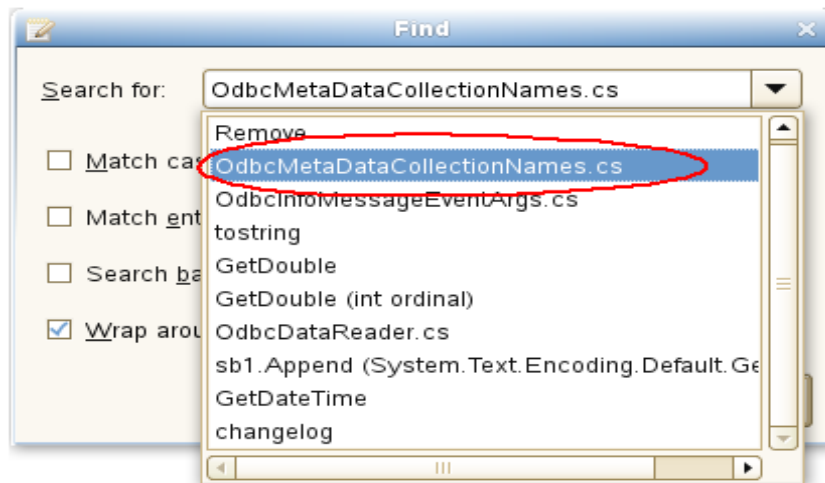 Find
Search for: OdbcMetaDataCollectionNames.cs
Remove
Match cas
OdbcMetaDataCollectionNames.cs
OdbcInfoMessageEventArgs.cs
Match ent
tostring
GetDouble
Search ba
GetDouble (int ordinal)
OdbcDataReader.cs
Wrap arou
sb1.Append (System.Text.Encoding.Default.Ge
GetDateTime
changelog